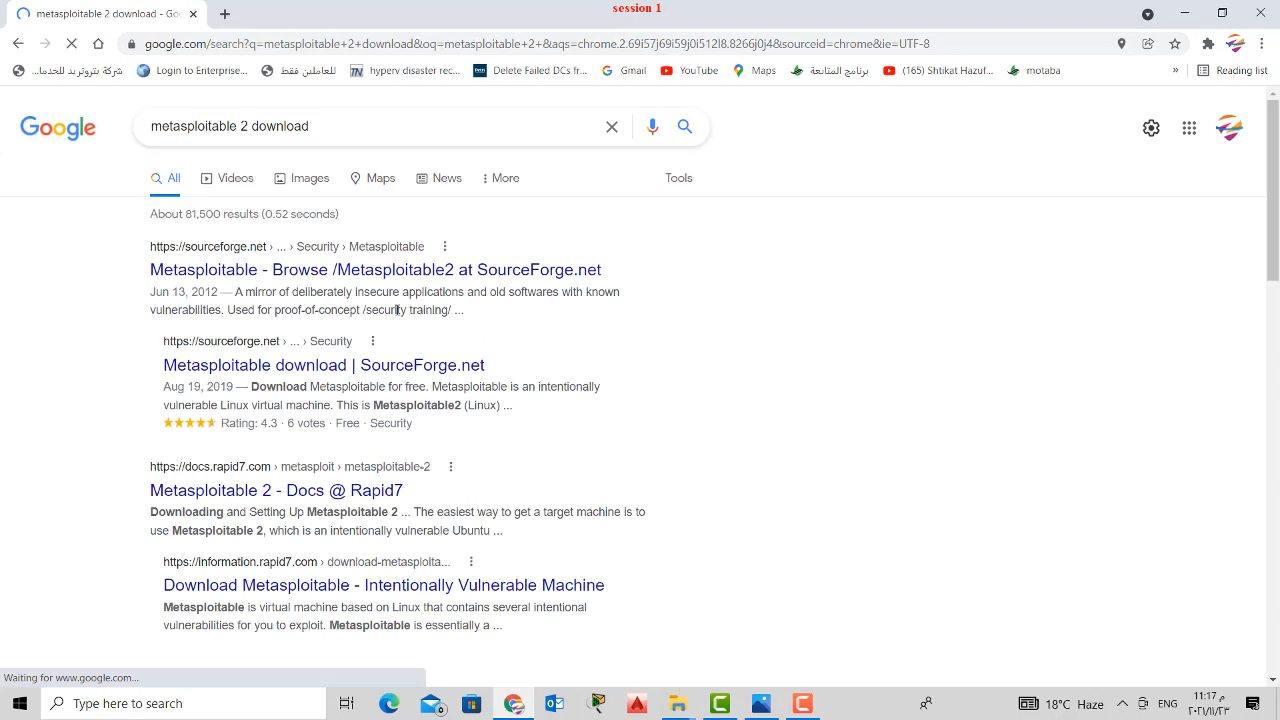 session 1
metasploitable 2 download - Goo
google.com/search?q=metasploitable+2+download&oq=metasploitable+2+&aqs=chrome.2.69i57j69i59j0i512l8.8266j0j4&sourceid=chrome&ie=UTF-8
شركة بتروتريد للخدما...
Login - Enterprise...
للعاملين فقط
hyperv disaster rec...
Delete Failed DCs f...
Gmail
YouTube
Maps
برنامج المتابعة
(165) Shtikat Hazuf...
motaba
»
Reading list
Google
metasploitable 2 download
All
Videos
Images
Maps
News
More
Tools
About 81,500 results (0.52 seconds)
https://sourceforge.net › ... › Security › Metasploitable
Metasploitable - Browse /Metasploitable2 at SourceForge.net
Jun 13, 2012 — A mirror of deliberately insecure applications and old softwares with known
vulnerabilities. Used for proof-of-concept /security training/ ...
https://sourceforge.net › ... › Security
Metasploitable download | SourceForge.net
Aug 19, 2019 — Download Metasploitable for free. Metasploitable is an intentionally
vulnerable Linux virtual machine. This is Metasploitable2 (Linux) ...
Rating: 4.3 · 6 votes · Free · Security
https://docs.rapid7.com › metasploit › metasploitable-2
Metasploitable 2 - Docs @ Rapid7
Downloading and Setting Up Metasploitable 2 ... The easiest way to get a target machine is to
use Metasploitable 2, which is an intentionally vulnerable Ubuntu ...
https://information.rapid7.com › download-metasploita...
Download Metasploitable - Intentionally Vulnerable Machine
Metasploitable is virtual machine based on Linux that contains several intentional
vulnerabilities for you to exploit. Metasploitable is essentially a ...
Waiting for www.google.com...
Type here to search
18°C Haze
ENG
١١:١٧